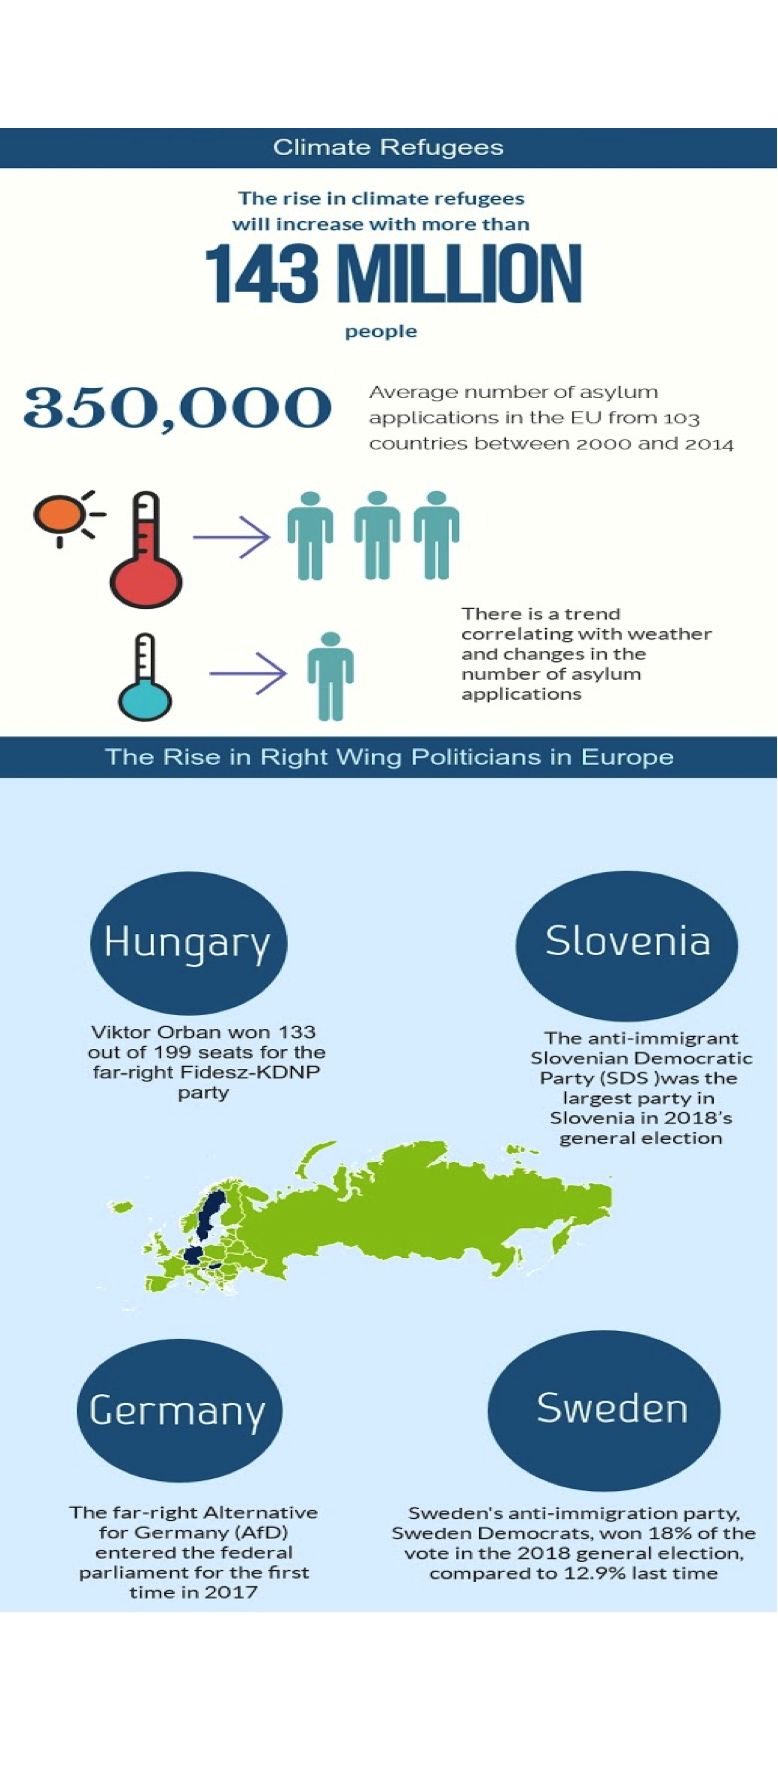 Climate Refugees
The rise in climate refugees
will increase with more than
143 MILLION
people
350,000
Average number of asylum
applications in the EU from 103
countries between 2000 and 2014
There is a trend
correlating with weather
and changes in the
number of asylum
applications
The Rise in Right Wing Politicians in Europe
Hungary
Viktor Orban won 133
out of 199 seats for the
far-right Fidesz-KDNP
party
Slovenia
The anti-immigrant
Slovenian Democratic
Party (SDS )was the
largest party in
Slovenia in 2018's
general election
Germany
The far-right Alternative
for Germany (AfD)
entered the federal
parliament for the first
time in 2017
Sweden
Sweden's anti-immigration party,
Sweden Democrats, won 18% of the
vote in the 2018 general election,
compared to 12.9% last time